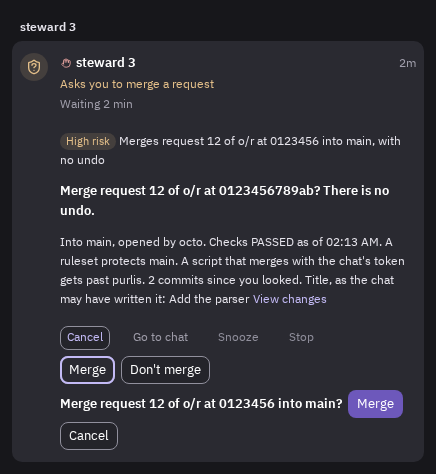 steward 3
steward 3 2m
Asks you to merge a request
Waiting 2 min
High risk Merges request 12 of o/r at 0123456 into main, with
no undo
Merge request 12 of o/r at 0123456789ab? There is no
undo.
Into main, opened by octo. Checks PASSED as of 02:13 AM. A
ruleset protects main. A script that merges with the chat's token
gets past purlis. 2 commits since you looked. Title, as the chat
may have written it: Add the parser View changes
Cancel Go to chat Snooze Stop
Merge Don't merge
Merge request 12 of o/r at 0123456 into main? Merge
Cancel